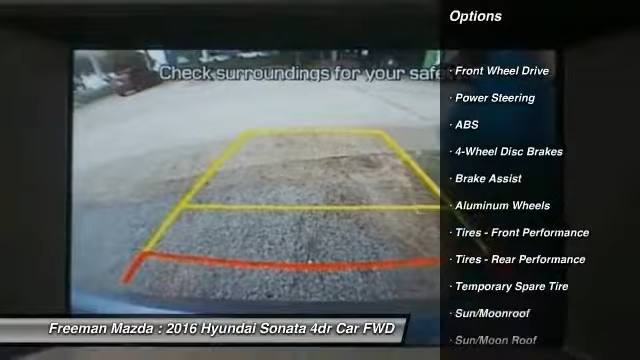 Options
Check surroundings for your safe
· Front Wheel Drive
· Power Steering
· ABS
· 4-Wheel Disc Brakes
· Brake Assist
· Aluminum Wheels
· Tires - Front Performance
· Tires - Rear Performance
· Temporary Spare Tire
· Sun/Moonroof
· Sun/Moon Roof
Freeman Mazda : 2016 Hyundai Sonata 4dr Car FWD